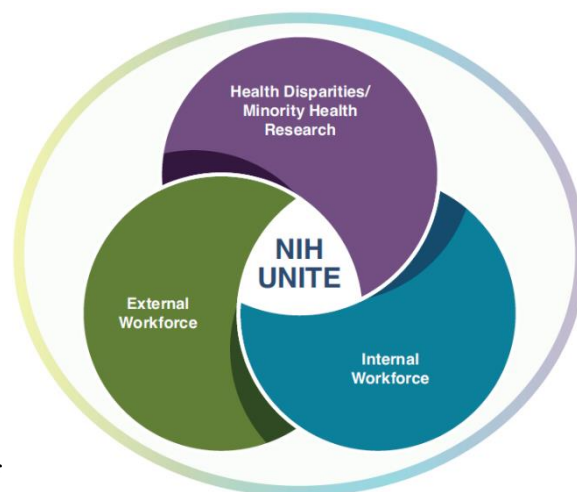 Health Disparities/
Minority Health
Research
NIH
UNITE
External
Workforce
Internal
Workforce
.